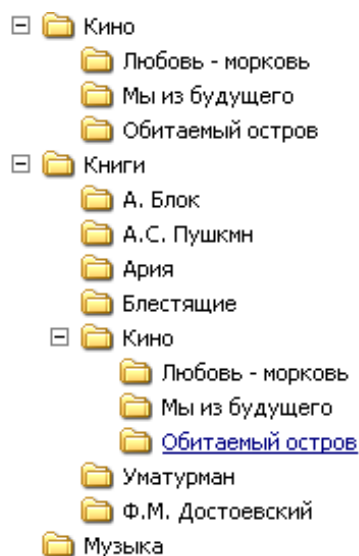 Кино
Любовь - морковь
Мы из будущего
Обитаемый остров
Книги
А. Блок
А.С. Пушкмн
Ария
Блестящие
Кино
Любовь - морковь
Мы из будущего
Обитаемый остров
Уматурман
Ф.М. Достоевский
Музыка